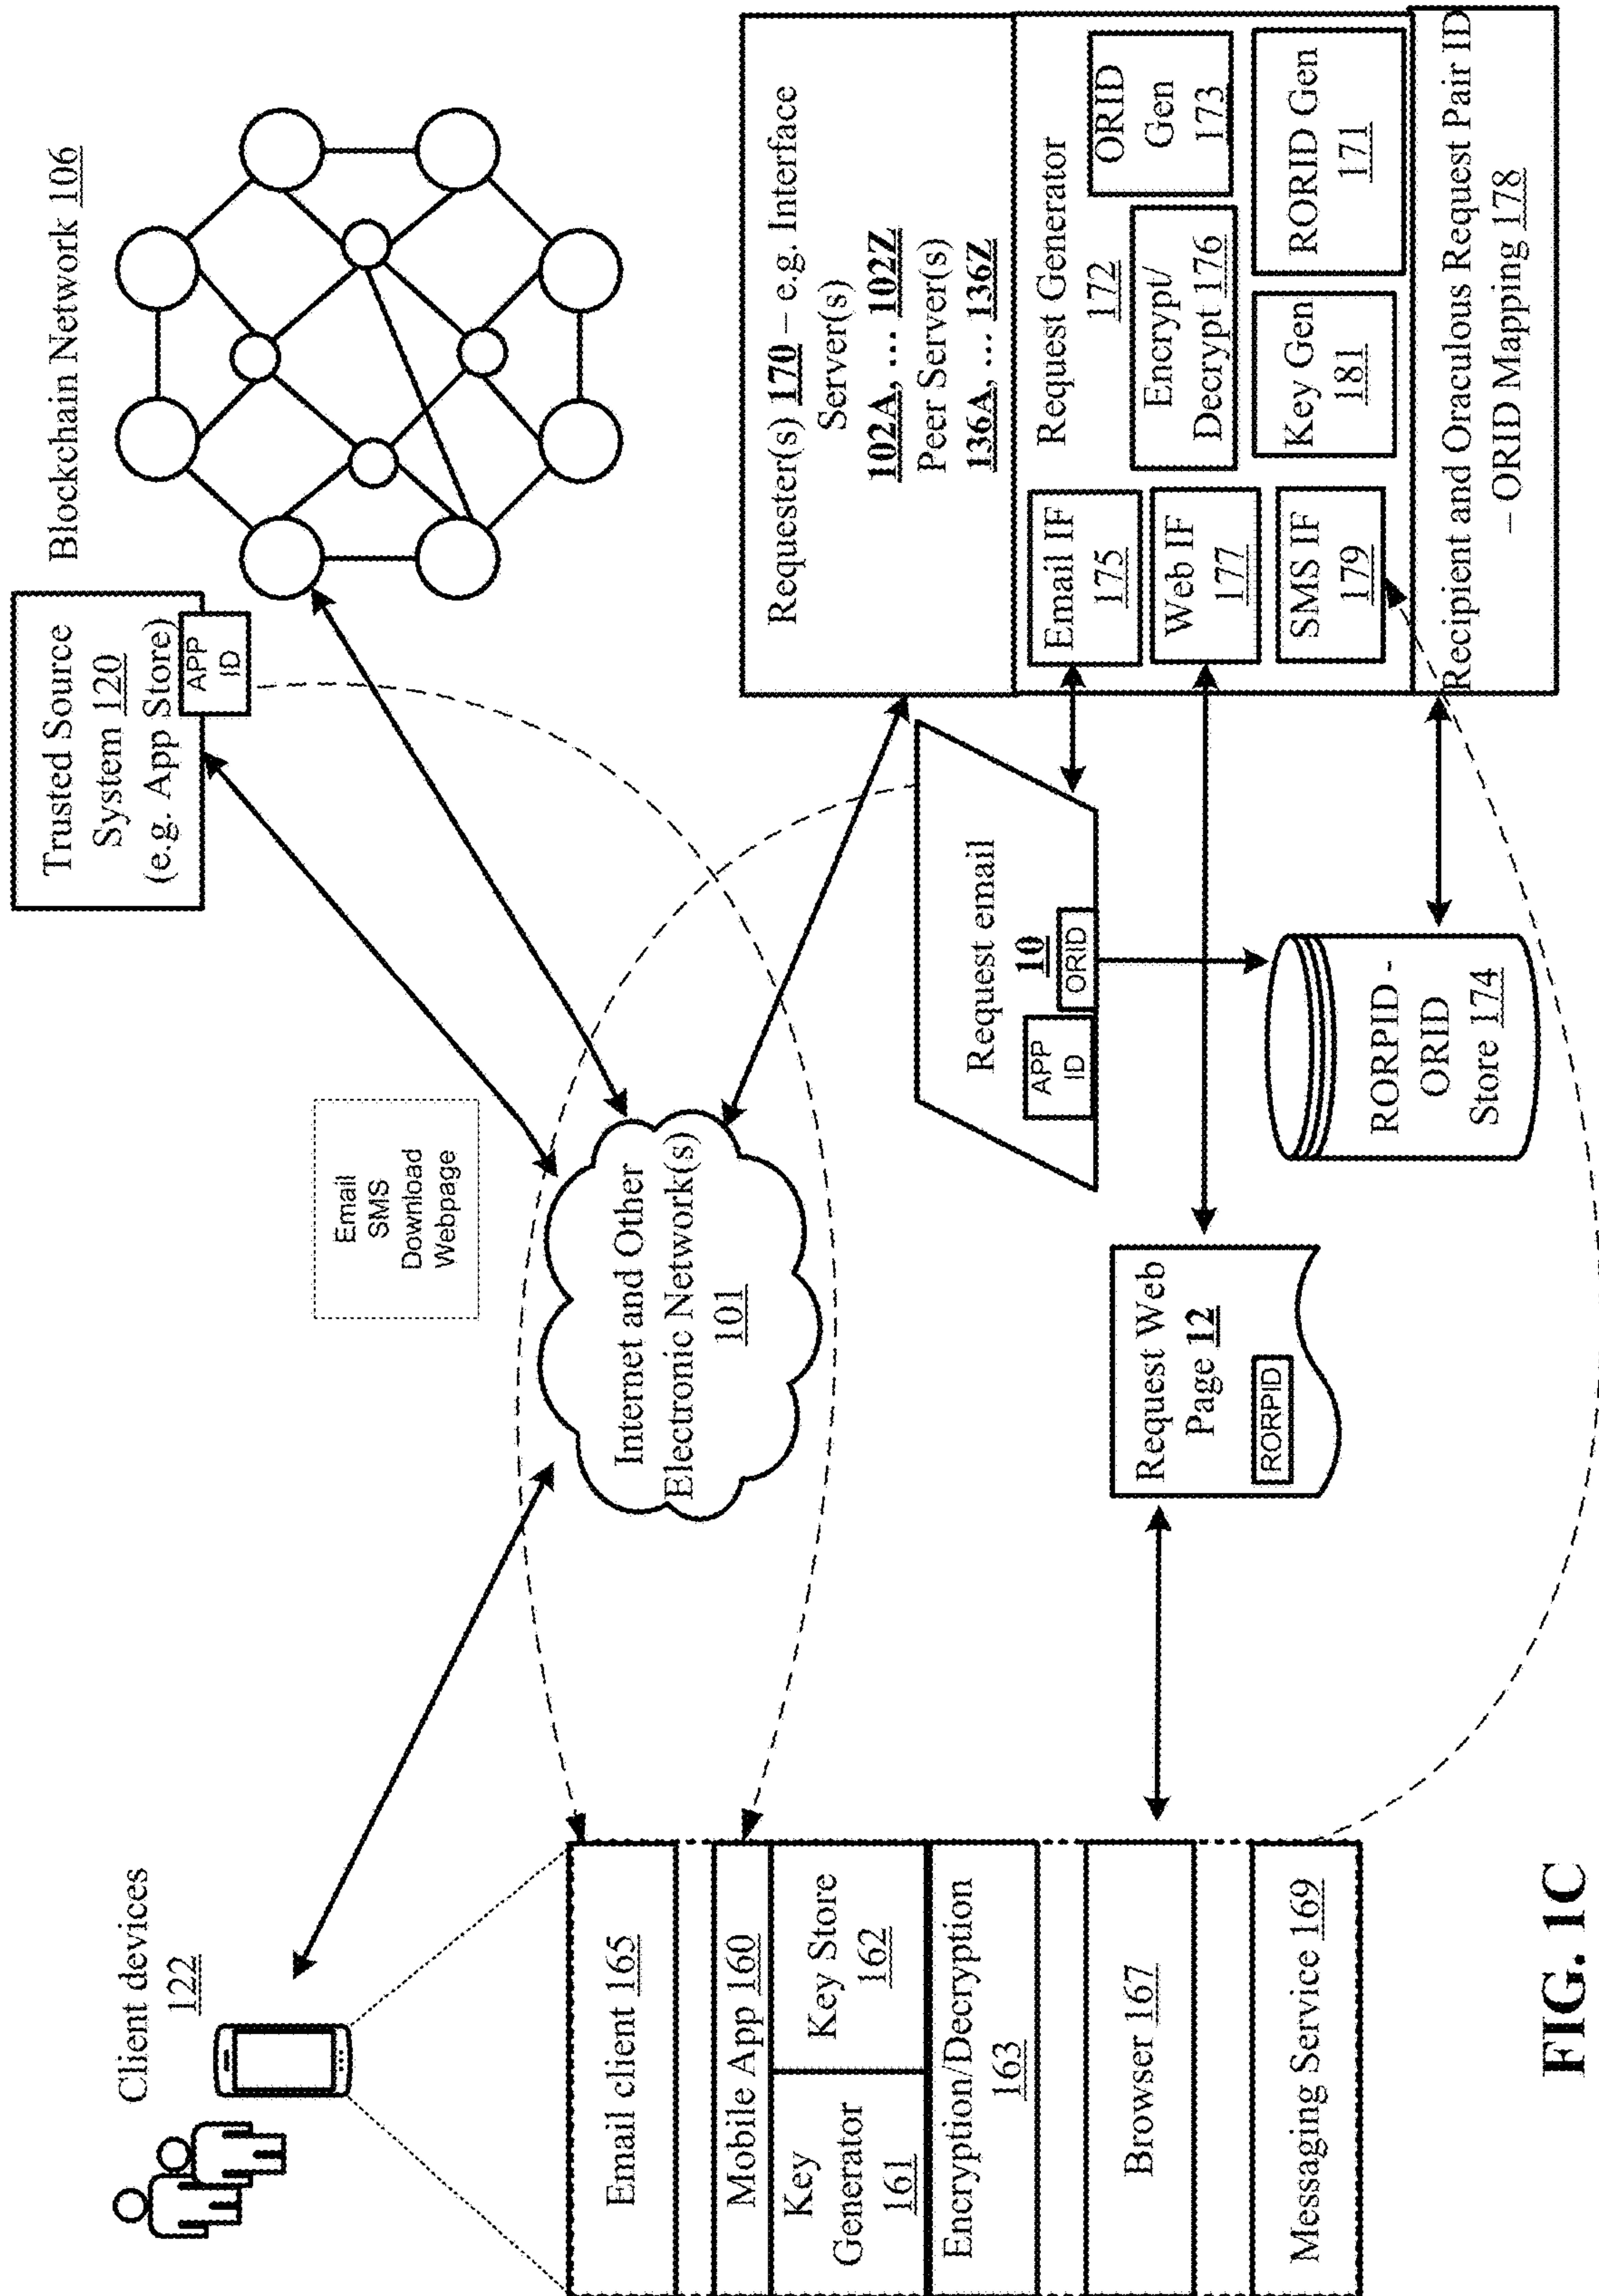 Client devices
122
Email client 165
Mobile App 160
Key
Generator
161
Key Store
162
Encryption/Decryption
163
Browser 167
Messaging Service 169
Email
SMS
Download
Webpage
Internet and Other
Electronic Network(s)
101
Trusted Source
System 120
(e.g. App Store)
APP
ID
Blockchain Network 106
Request Web
Page 12
RORPID
Request email
10
APP
ID
ORID
RORPID -
ORID
Store 174
Requester(s) 170 – e.g. Interface
Server(s)
102A, … 102Z
Peer Server(s)
136A, … 136Z
Request Generator
172
Email IF
175
Web IF
177
SMS IF
179
Encrypt/
Decrypt 176
ORID
Gen
173
Key Gen
181
RORID Gen
171
Recipient and Oraculous Request Pair ID
– ORID Mapping 178
FIG. 1C